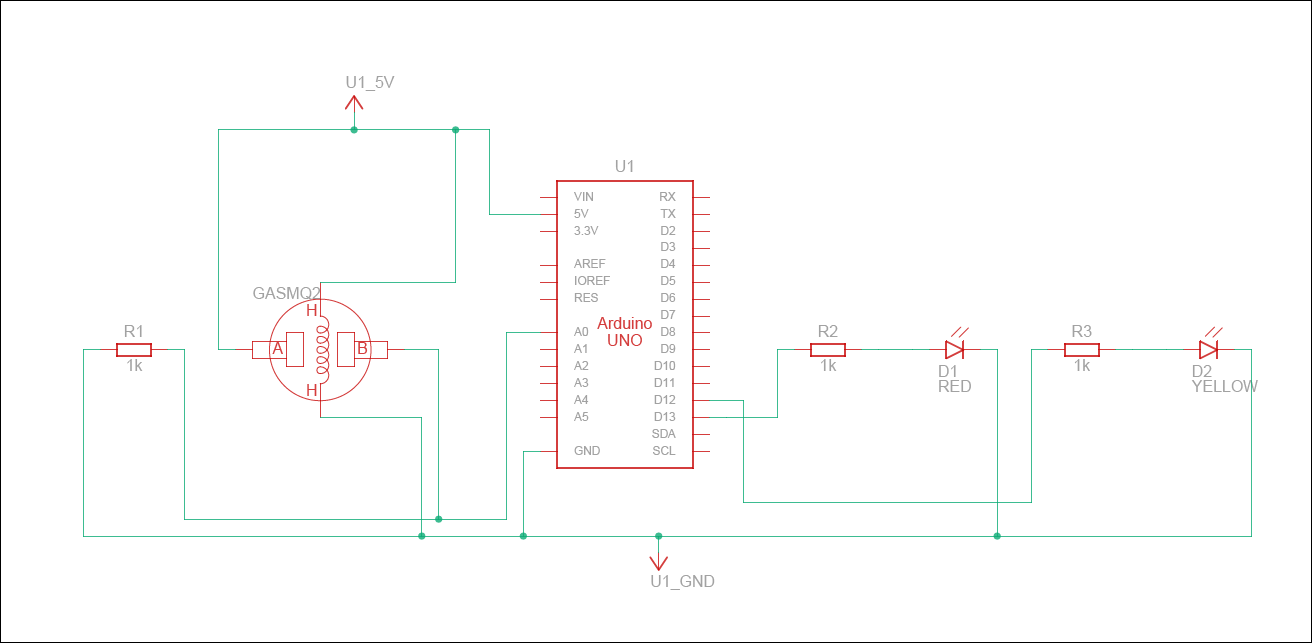 U1_5V
U1
VIN
5V
3.3V
AREF
IOREF
RES
A0
A1
A2
A3
A4
A5
GND
Arduino
UNO
RX
TX
D2
D3
D4
D5
D6
D7
D8
D9
D10
D11
D12
D13
SDA
SCL
GASMQ2
H
A
B
H
R1
1k
R2
1k
D1
RED
R3
1k
D2
YELLOW
U1_GND